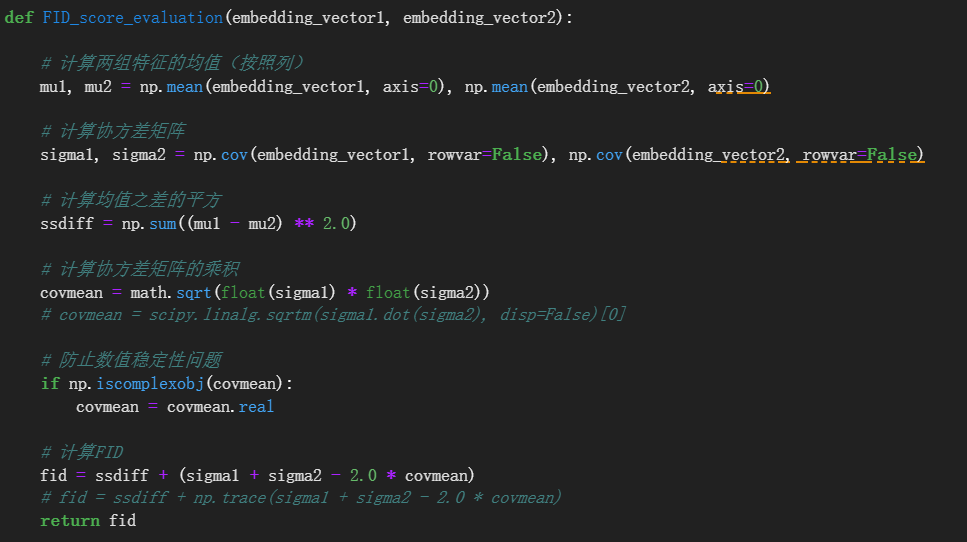 def FID_score_evaluation(embedding_vector1, embedding_vector2):
# 计算两组特征的均值（按照列）
mu1, mu2 = np.mean(embedding_vector1, axis=0), np.mean(embedding_vector2, axis=0)
# 计算协方差矩阵
sigma1, sigma2 = np.cov(embedding_vector1, rowvar=False), np.cov(embedding_vector2, rowvar=False)
# 计算均值之差的平方
ssdiff = np.sum((mu1 - mu2) ** 2.0)
# 计算协方差矩阵的乘积
covmean = math.sqrt(float(sigma1) * float(sigma2))
# covmean = scipy.linalg.sqrtm(sigma1.dot(sigma2), disp=False)[0]
# 防止数值稳定性问题
if np.iscomplexobj(covmean):
covmean = covmean.real
# 计算FID
fid = ssdiff + (sigma1 + sigma2 - 2.0 * covmean)
# fid = ssdiff + np.trace(sigma1 + sigma2 - 2.0 * covmean)
return fid